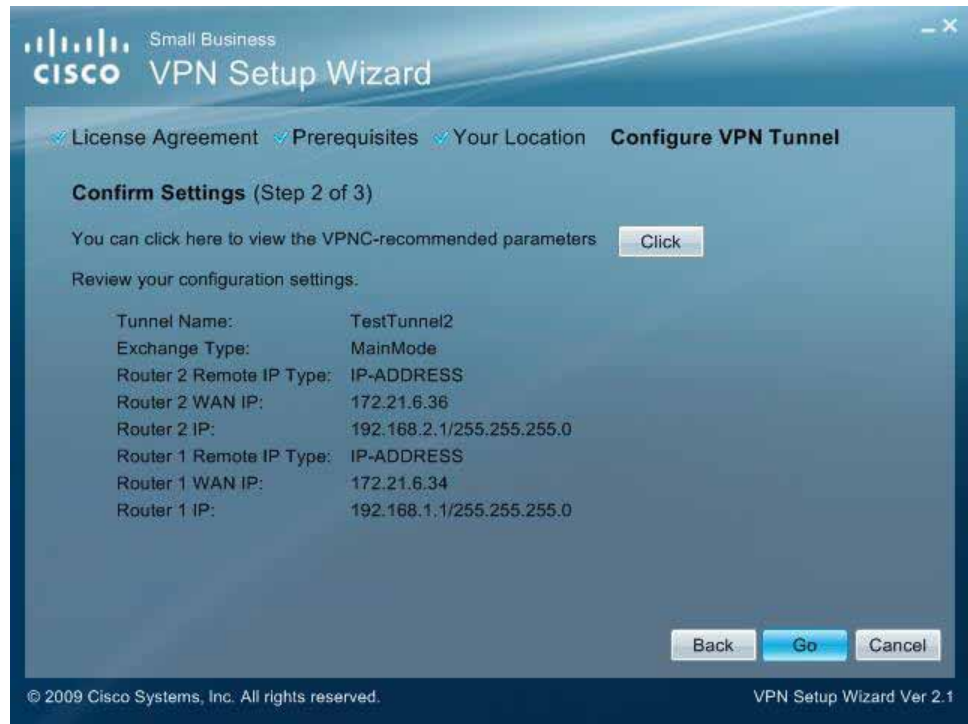 Small Business
CISCO VPN Setup Wizard
License Agreement Prerequisites Your Location Configure VPN Tunnel
Confirm Settings (Step 2 of 3)
You can click here to view the VPNC-recommended parameters Click
Review your configuration settings.
Tunnel Name: TestTunnel2
Exchange Type: MainMode
Router 2 Remote IP Type: IP-ADDRESS
Router 2 WAN IP: 172.21.6.36
Router 2 IP: 192.168.2.1/255.255.255.0
Router 1 Remote IP Type: IP-ADDRESS
Router 1 WAN IP: 172.21.6.34
Router 1 IP: 192.168.1.1/255.255.255.0
Back Go Cancel
© 2009 Cisco Systems, Inc. All rights reserved. VPN Setup Wizard Ver 2.1